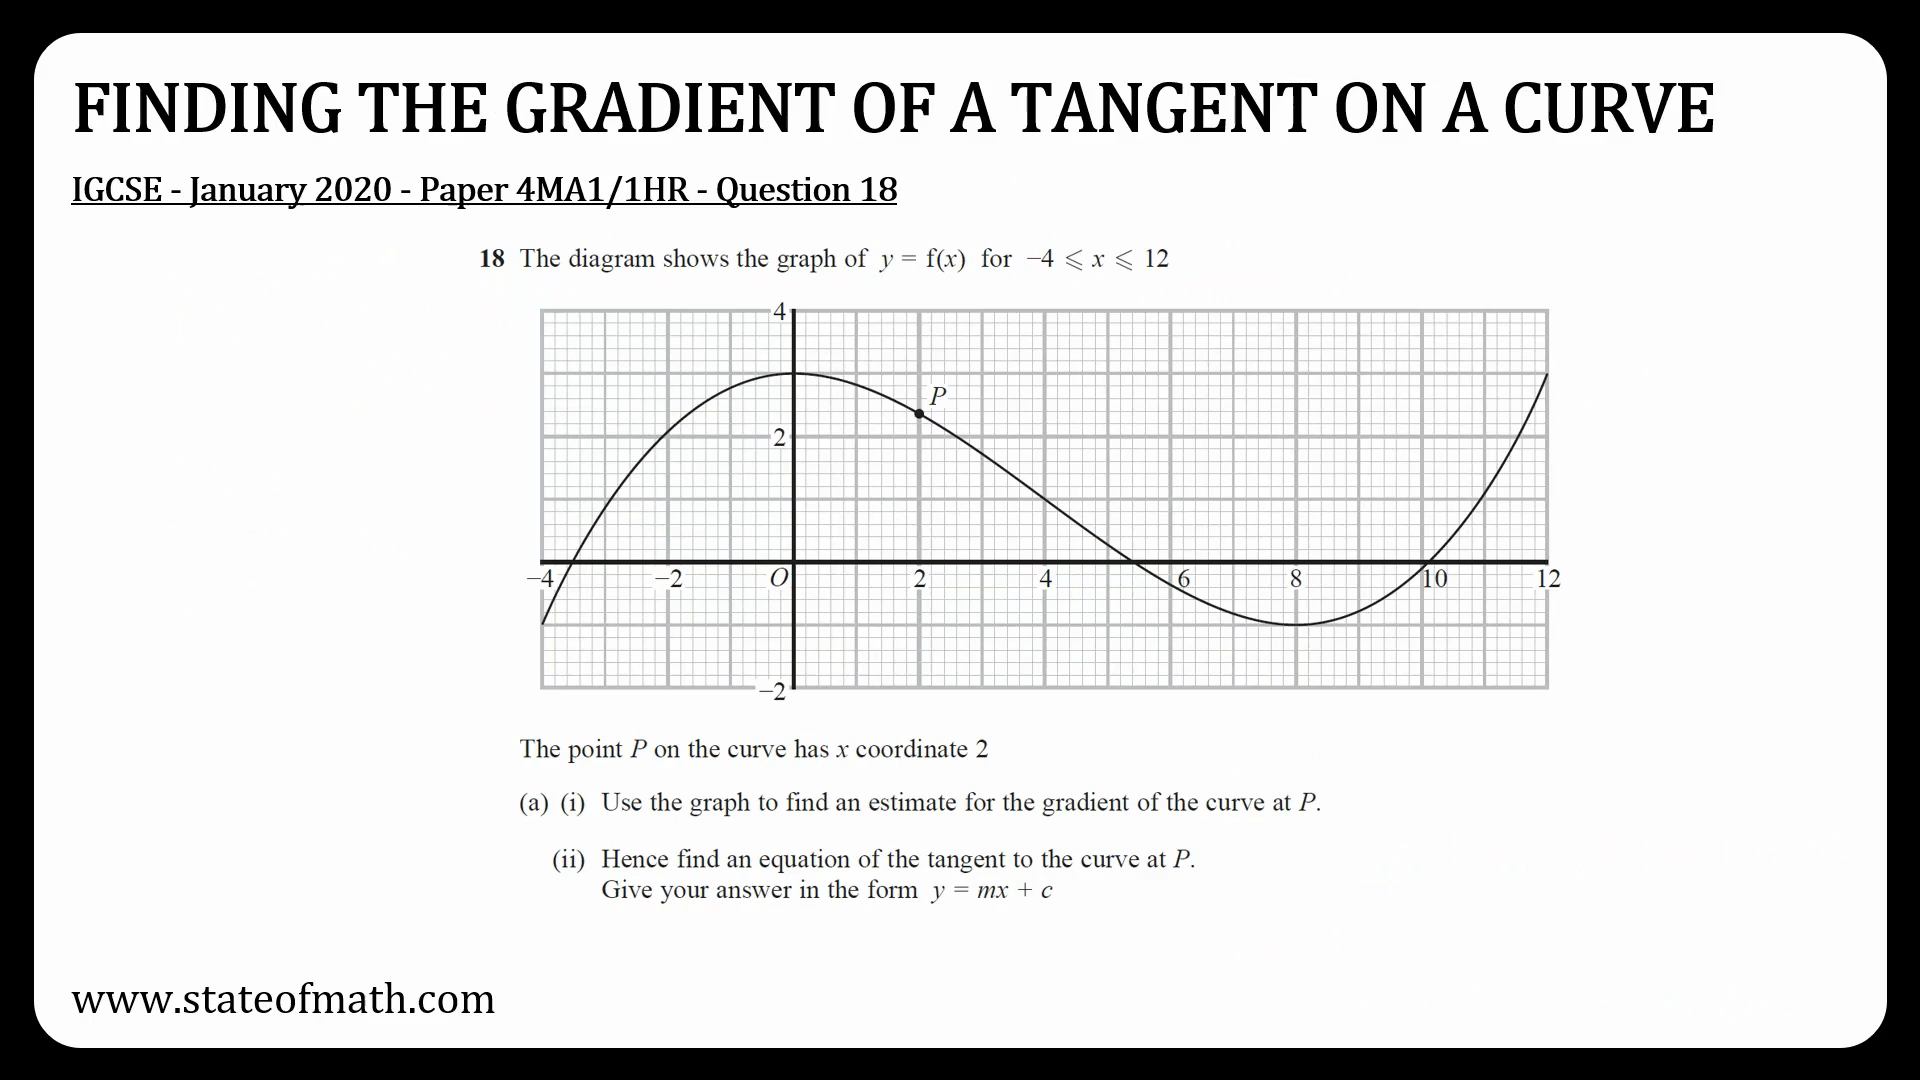 FINDING THE GRADIENT OF A TANGENT ON A CURVE
IGCSE - January 2020 - Paper 4MA1/1HR - Question 18
18 The diagram shows the graph of y = f(x) for −4 ⩽ x ⩽ 12
4
P
2
−4 −2 O 2 4 6 8 10 12
−2
The point P on the curve has x coordinate 2
(a) (i) Use the graph to find an estimate for the gradient of the curve at P.
(ii) Hence find an equation of the tangent to the curve at P.
Give your answer in the form y = mx + c
www.stateofmath.com